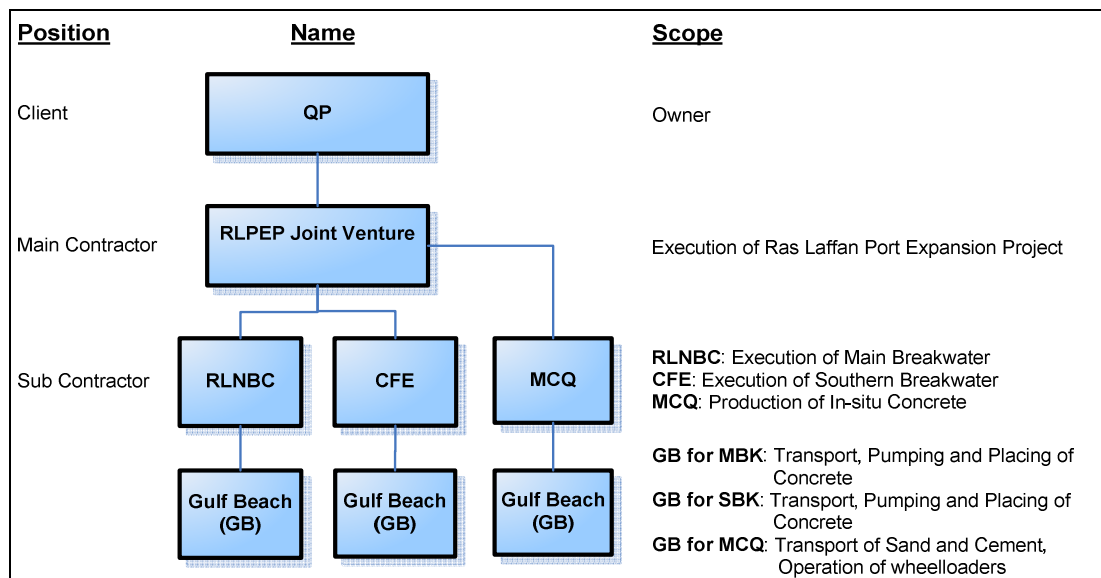 Position Name Scope
Client QP Owner
Main Contractor RLPEP Joint Venture Execution of Ras Laffan Port Expansion Project
Sub Contractor RLNBC CFE MCQ
RLNBC: Execution of Main Breakwater
CFE: Execution of Southern Breakwater
MCQ: Production of In-situ Concrete
Gulf Beach
(GB)
Gulf Beach
(GB)
Gulf Beach
(GB)
GB for MBK: Transport, Pumping and Placing of
Concrete
GB for SBK: Transport, Pumping and Placing of
Concrete
GB for MCQ: Transport of Sand and Cement,
Operation of wheelloaders